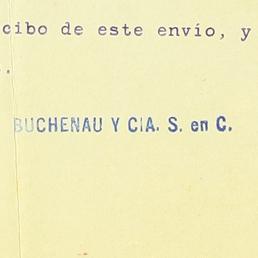 cibo de este envío, y
.
BUCHENAU Y CIA. S. en C.